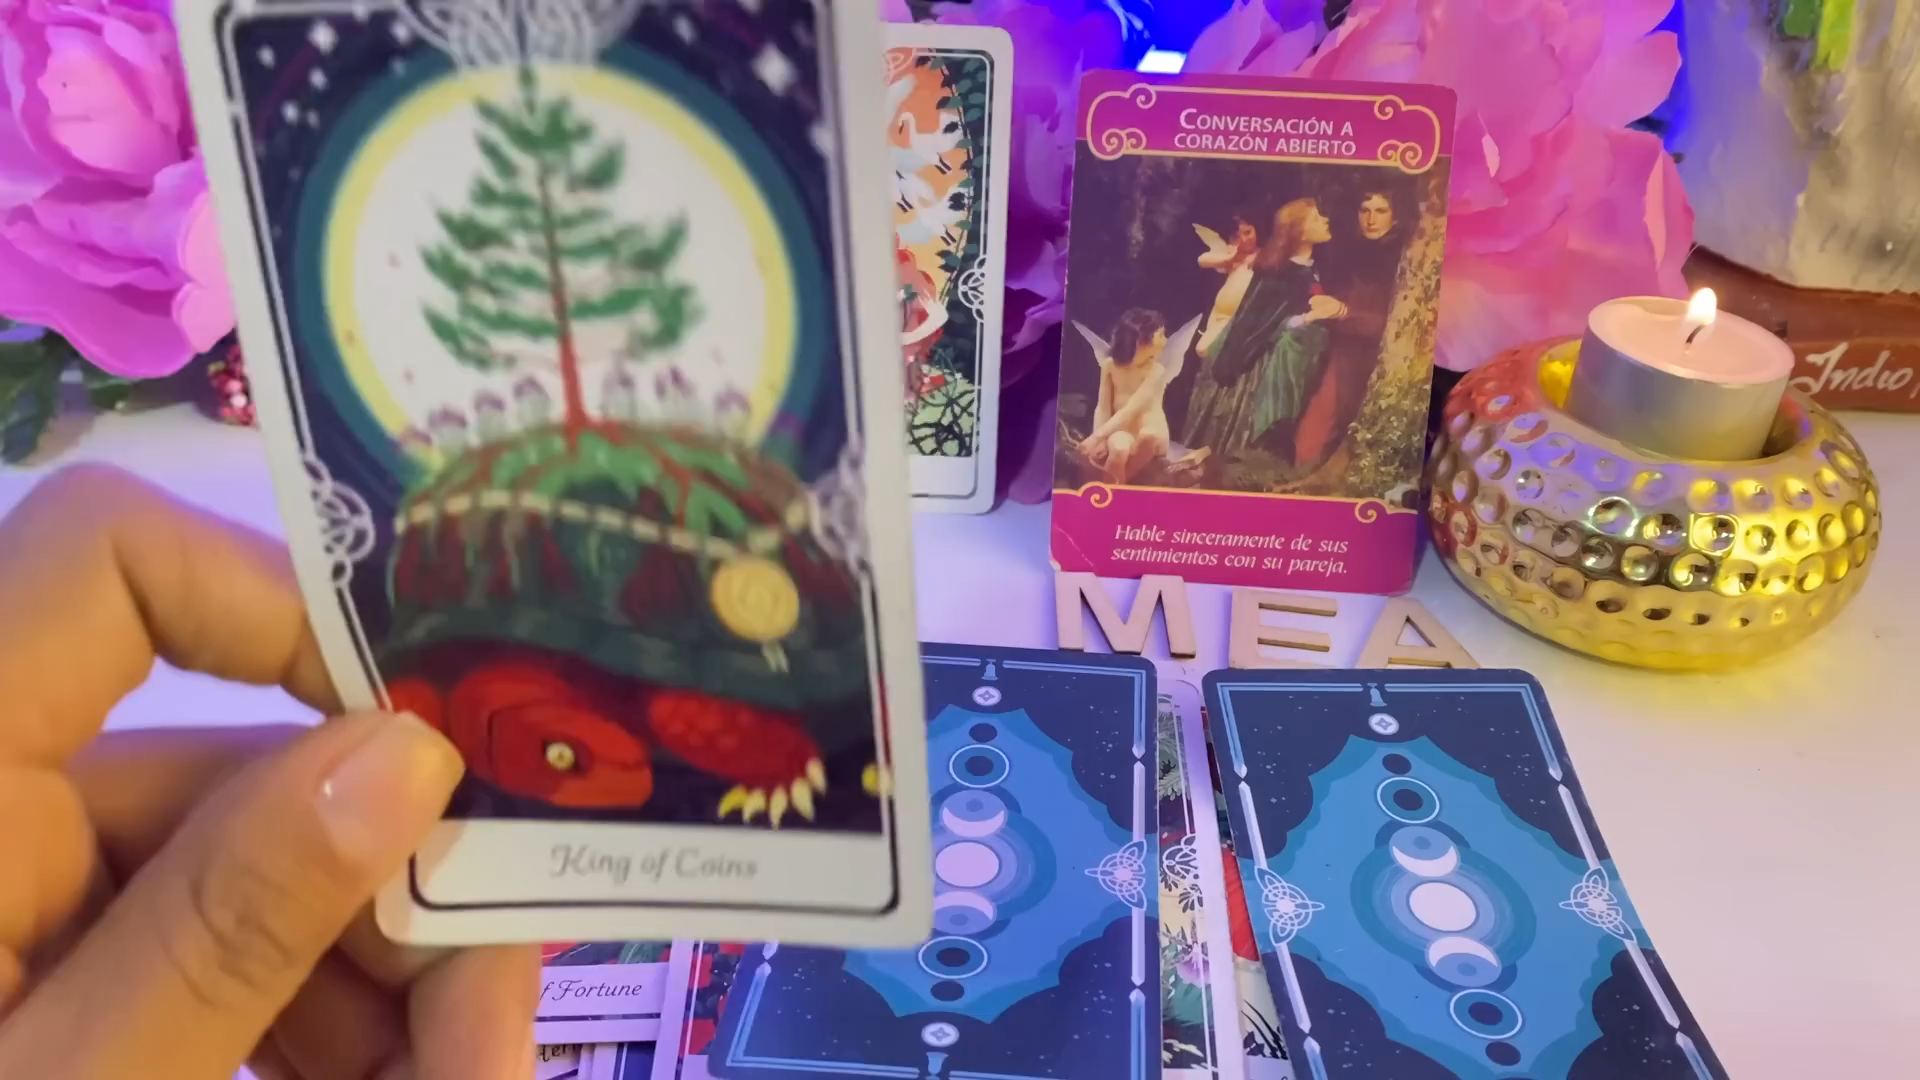 CONVERSACIÓN A
CORAZÓN ABIERTO
Hable sinceramente de sus
sentimientos con su pareja.
Indio
MEA
King of Coins
f Fortune